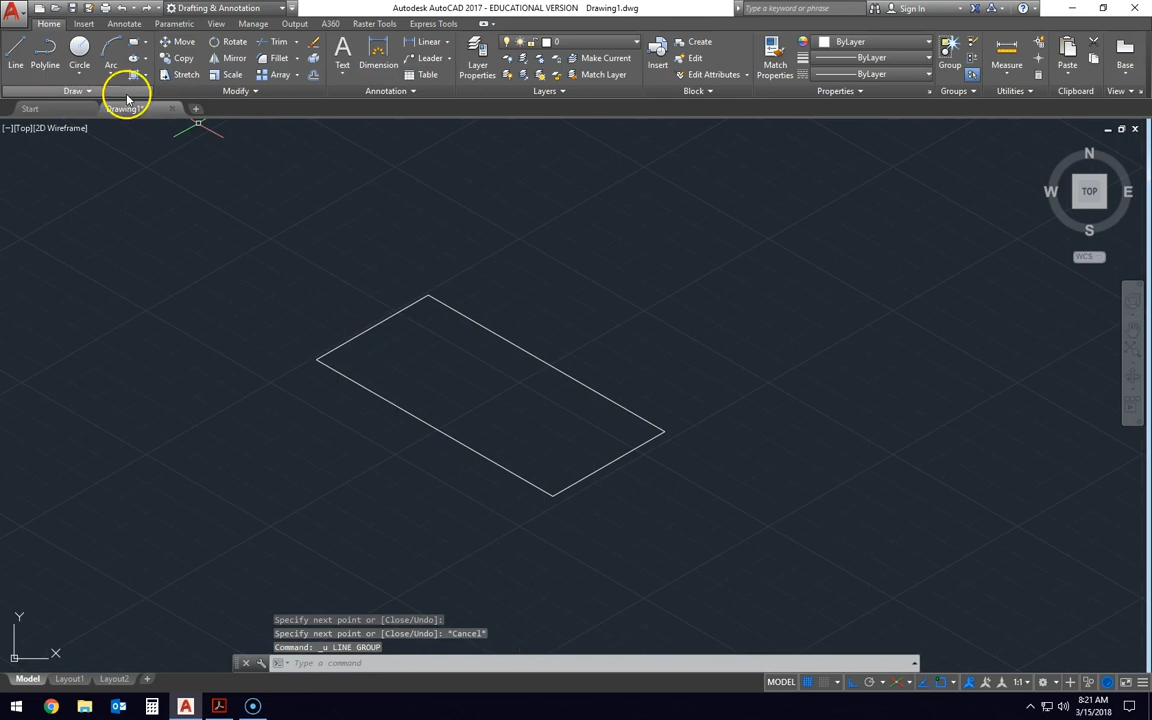 Drafting & Annotation
Autodesk AutoCAD 2017 - EDUCATIONAL VERSION Drawing1.dwg
Type a keyword or phrase
Sign In
Home Insert Annotate Parametric View Manage Output A360 Raster Tools Express Tools
Line Polyline Circle Arc
Move Rotate Trim
Copy Mirror Fillet
Stretch Scale Array
Text Dimension
Linear
Leader
Table
Layer Properties
0
Make Current
Match Layer
Insert
Create
Edit
Edit Attributes
Match Properties
ByLayer
ByLayer
ByLayer
Group
Measure
Paste
Base
Draw Modify Annotation Layers Block Properties Groups Utilities Clipboard View
Start Drawing1*
[−][Top][2D Wireframe]
N
W TOP E
S
WCS
Y
X
Specify next point or [Close/Undo]:
Specify next point or [Close/Undo]: *Cancel*
Command: _u LINE GROUP
Type a command
Model Layout1 Layout2
MODEL
1:1
8:21 AM
3/15/2018